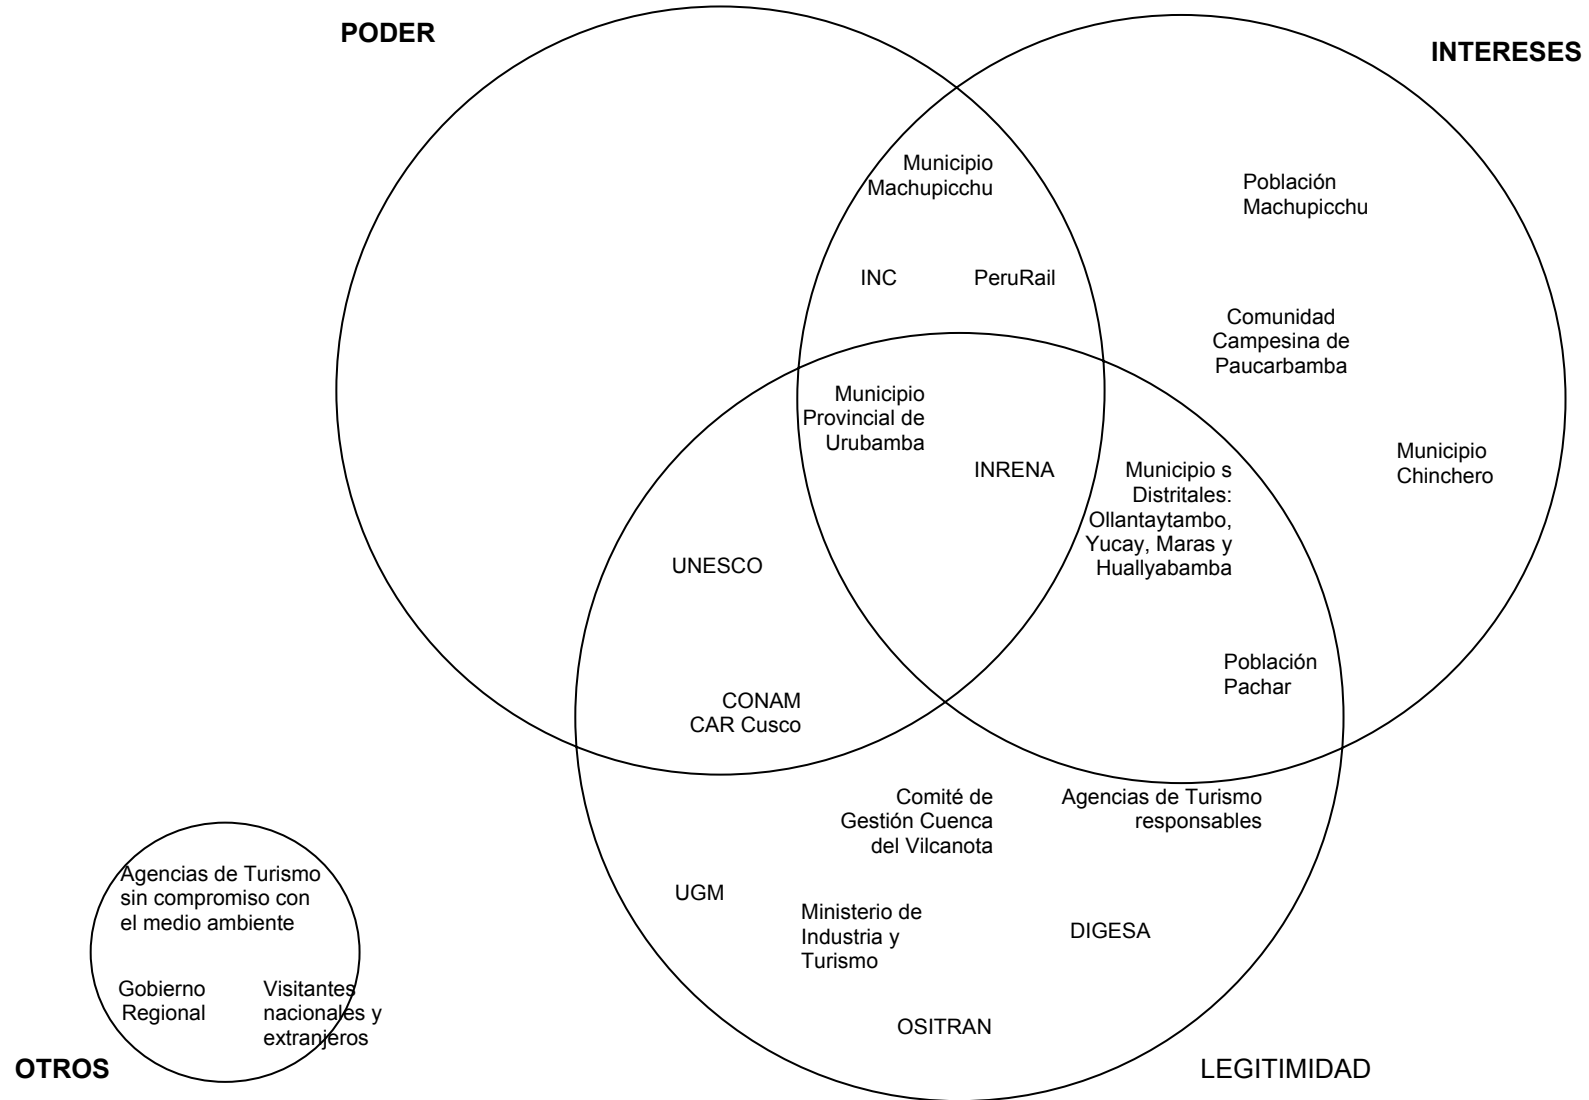 PODER
INTERESES
Municipio
Machupicchu
Población
Machupicchu
INC
PeruRail
Comunidad
Campesina de
Paucarbamba
Municipio
Provincial de
Urubamba
INRENA
Municipio s
Distritales:
Ollantaytambo,
Yucay, Maras y
Huallyabamba
Municipio
Chinchero
UNESCO
Población
Pachar
CONAM
CAR Cusco
Comité de
Gestión Cuenca
del Vilcanota
Agencias de Turismo
responsables
UGM
Ministerio de
Industria y
Turismo
DIGESA
OSITRAN
LEGITIMIDAD
Agencias de Turismo
sin compromiso con
el medio ambiente
Gobierno
Regional
Visitantes
nacionales y
extranjeros
OTROS